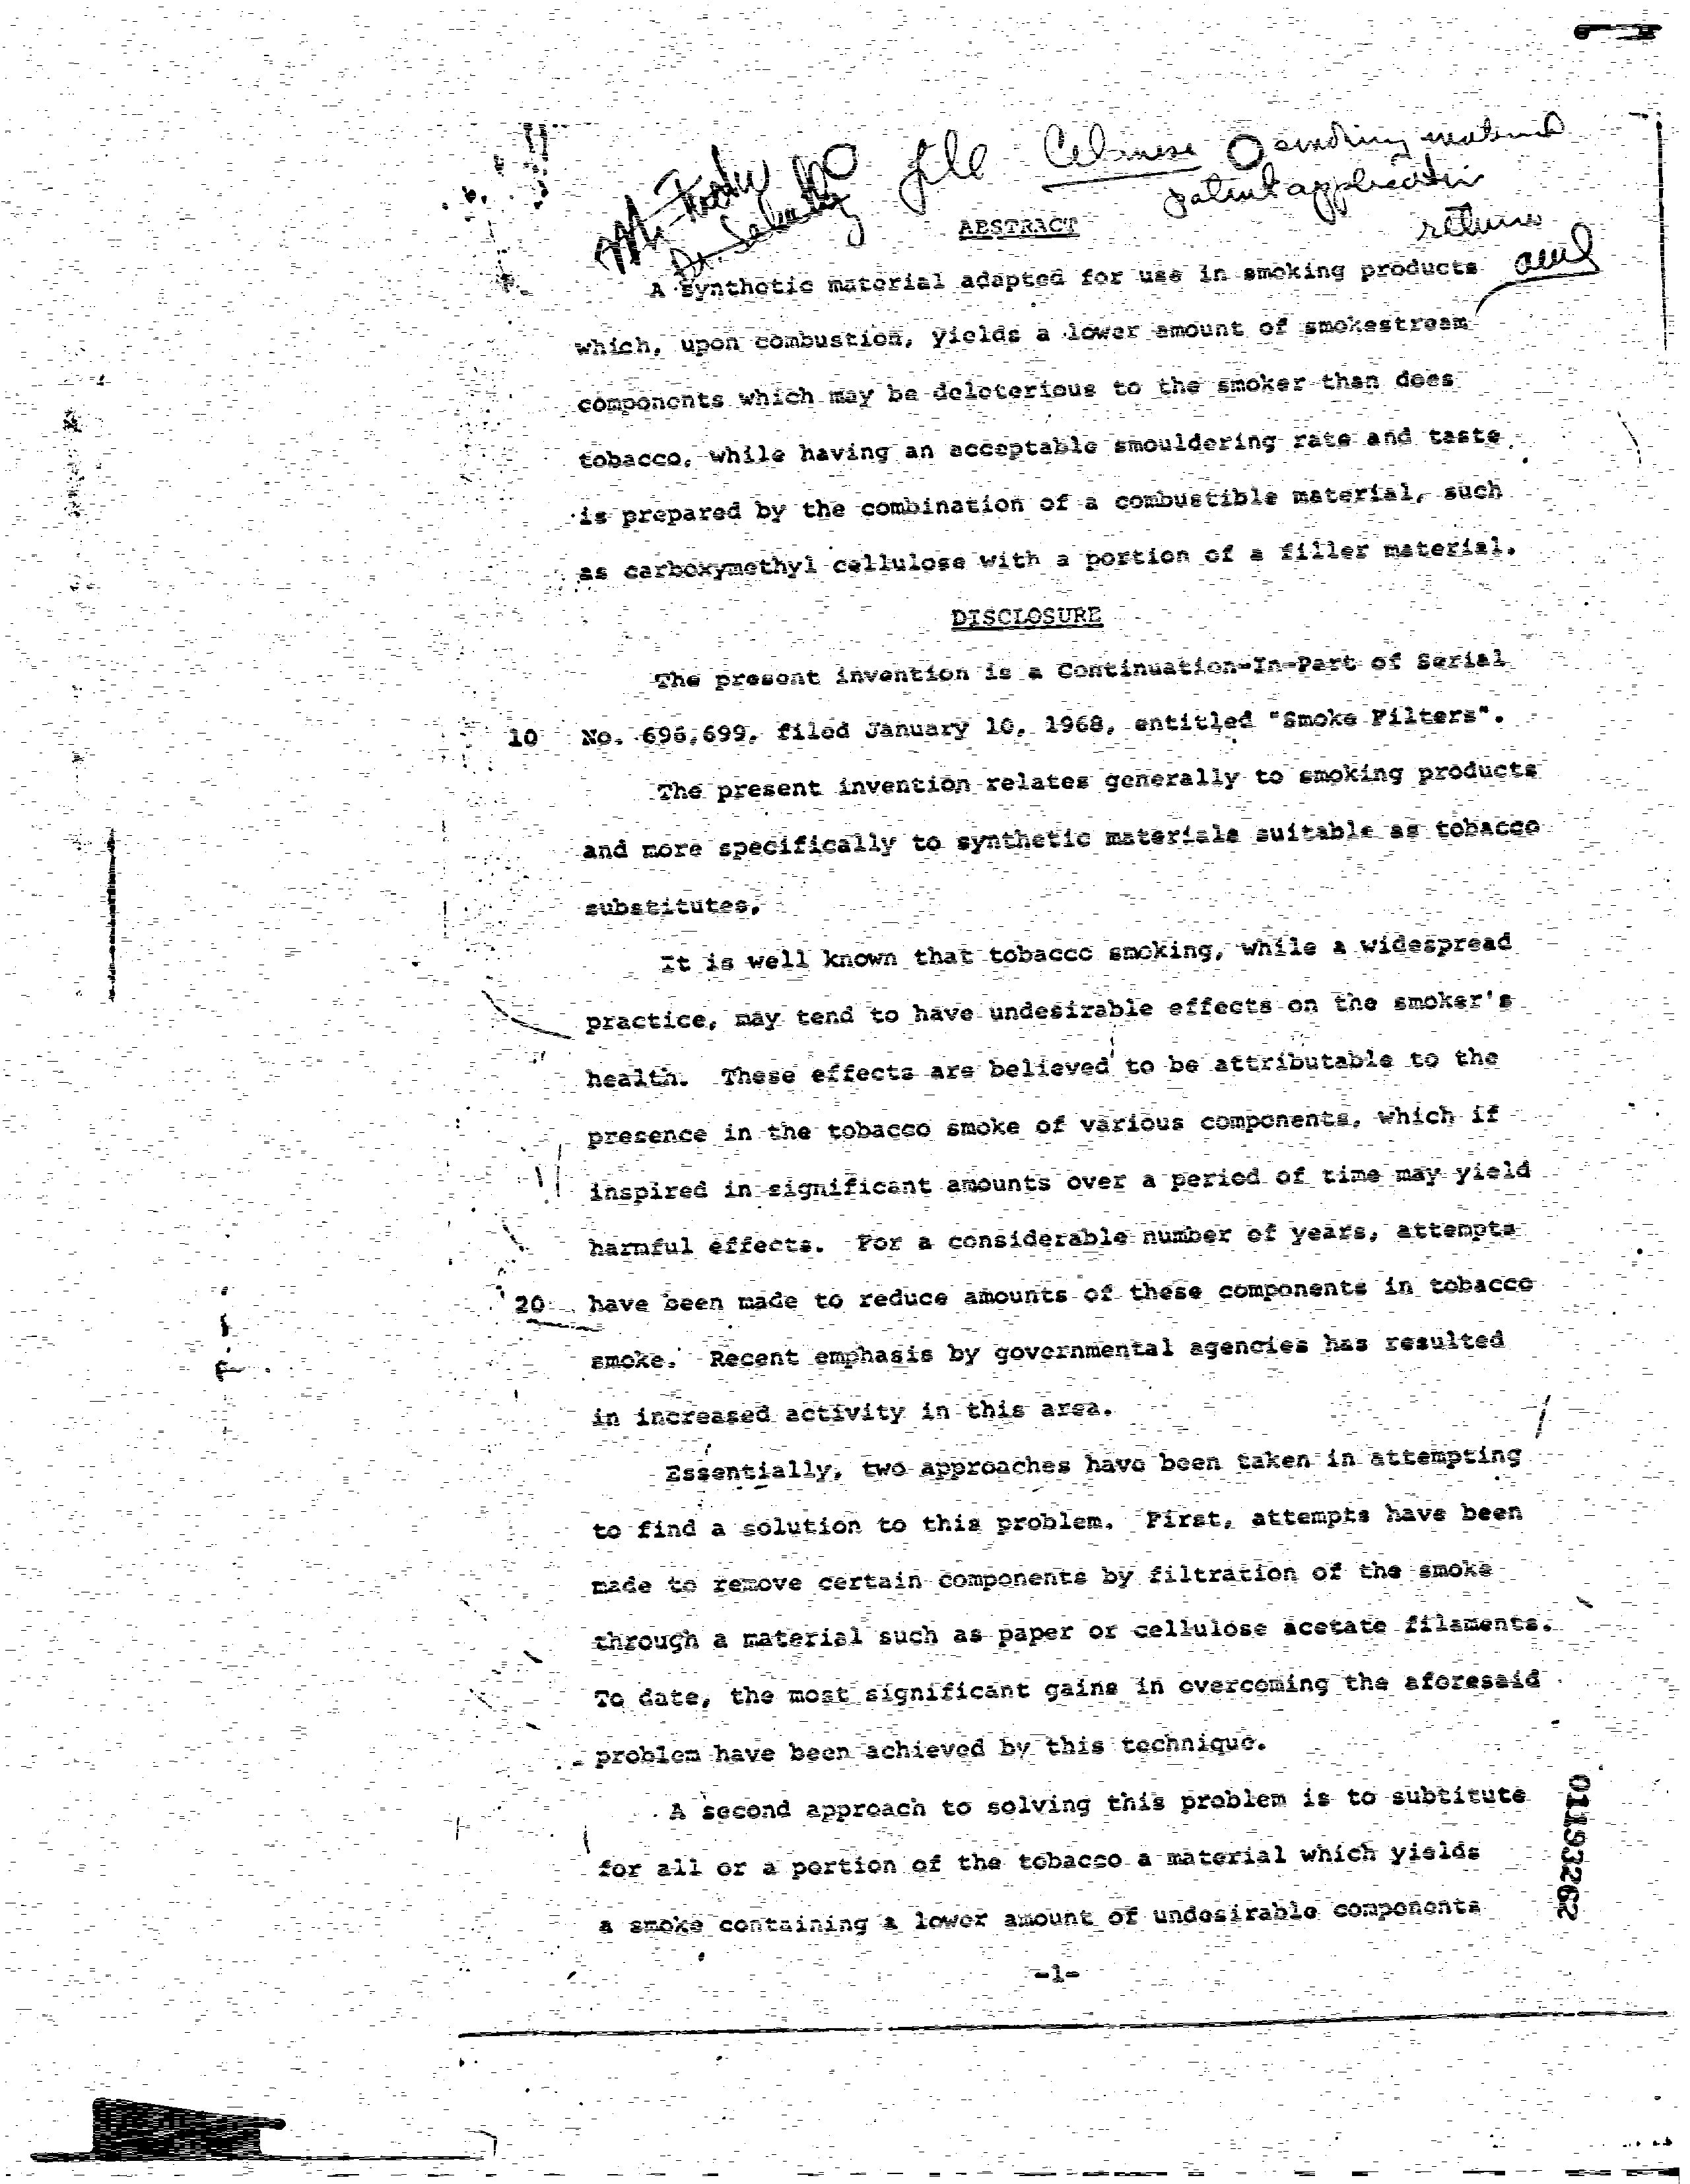 file Celanese smoking material
patent application
return
ABSTRACT
A synthetic material adapted for use in smoking products
which, upon combustion, yields a lower amount of smokestream
components which may be deleterious to the smoker than does
tobacco, while having an acceptable smouldering rate and taste
is prepared by the combination of a combustible material, such
as carboxymethyl cellulose with a portion of a filler material.
DISCLOSURE
The present invention is a Continuation-In-Part of Serial
10 No. 696,699, filed January 10, 1968, entitled "Smoke Filters".
The present invention relates generally to smoking products
and more specifically to synthetic materials suitable as tobacco
substitutes.
It is well known that tobacco smoking, while a widespread
practice, may tend to have undesirable effects on the smoker's
health. These effects are believed to be attributable to the
presence in the tobacco smoke of various components, which if
inspired in significant amounts over a period of time may yield
harmful effects. For a considerable number of years, attempts
20 have been made to reduce amounts of these components in tobacco
smoke. Recent emphasis by governmental agencies has resulted
in increased activity in this area.
Essentially, two approaches have been taken in attempting
to find a solution to this problem. First, attempts have been
made to remove certain components by filtration of the smoke
through a material such as paper or cellulose acetate filaments.
To date, the most significant gains in overcoming the aforesaid
problem have been achieved by this technique.
A second approach to solving this problem is to subtitute
for all or a portion of the tobacco a material which yields
a smoke containing a lower amount of undesirable components
-1-
01193262